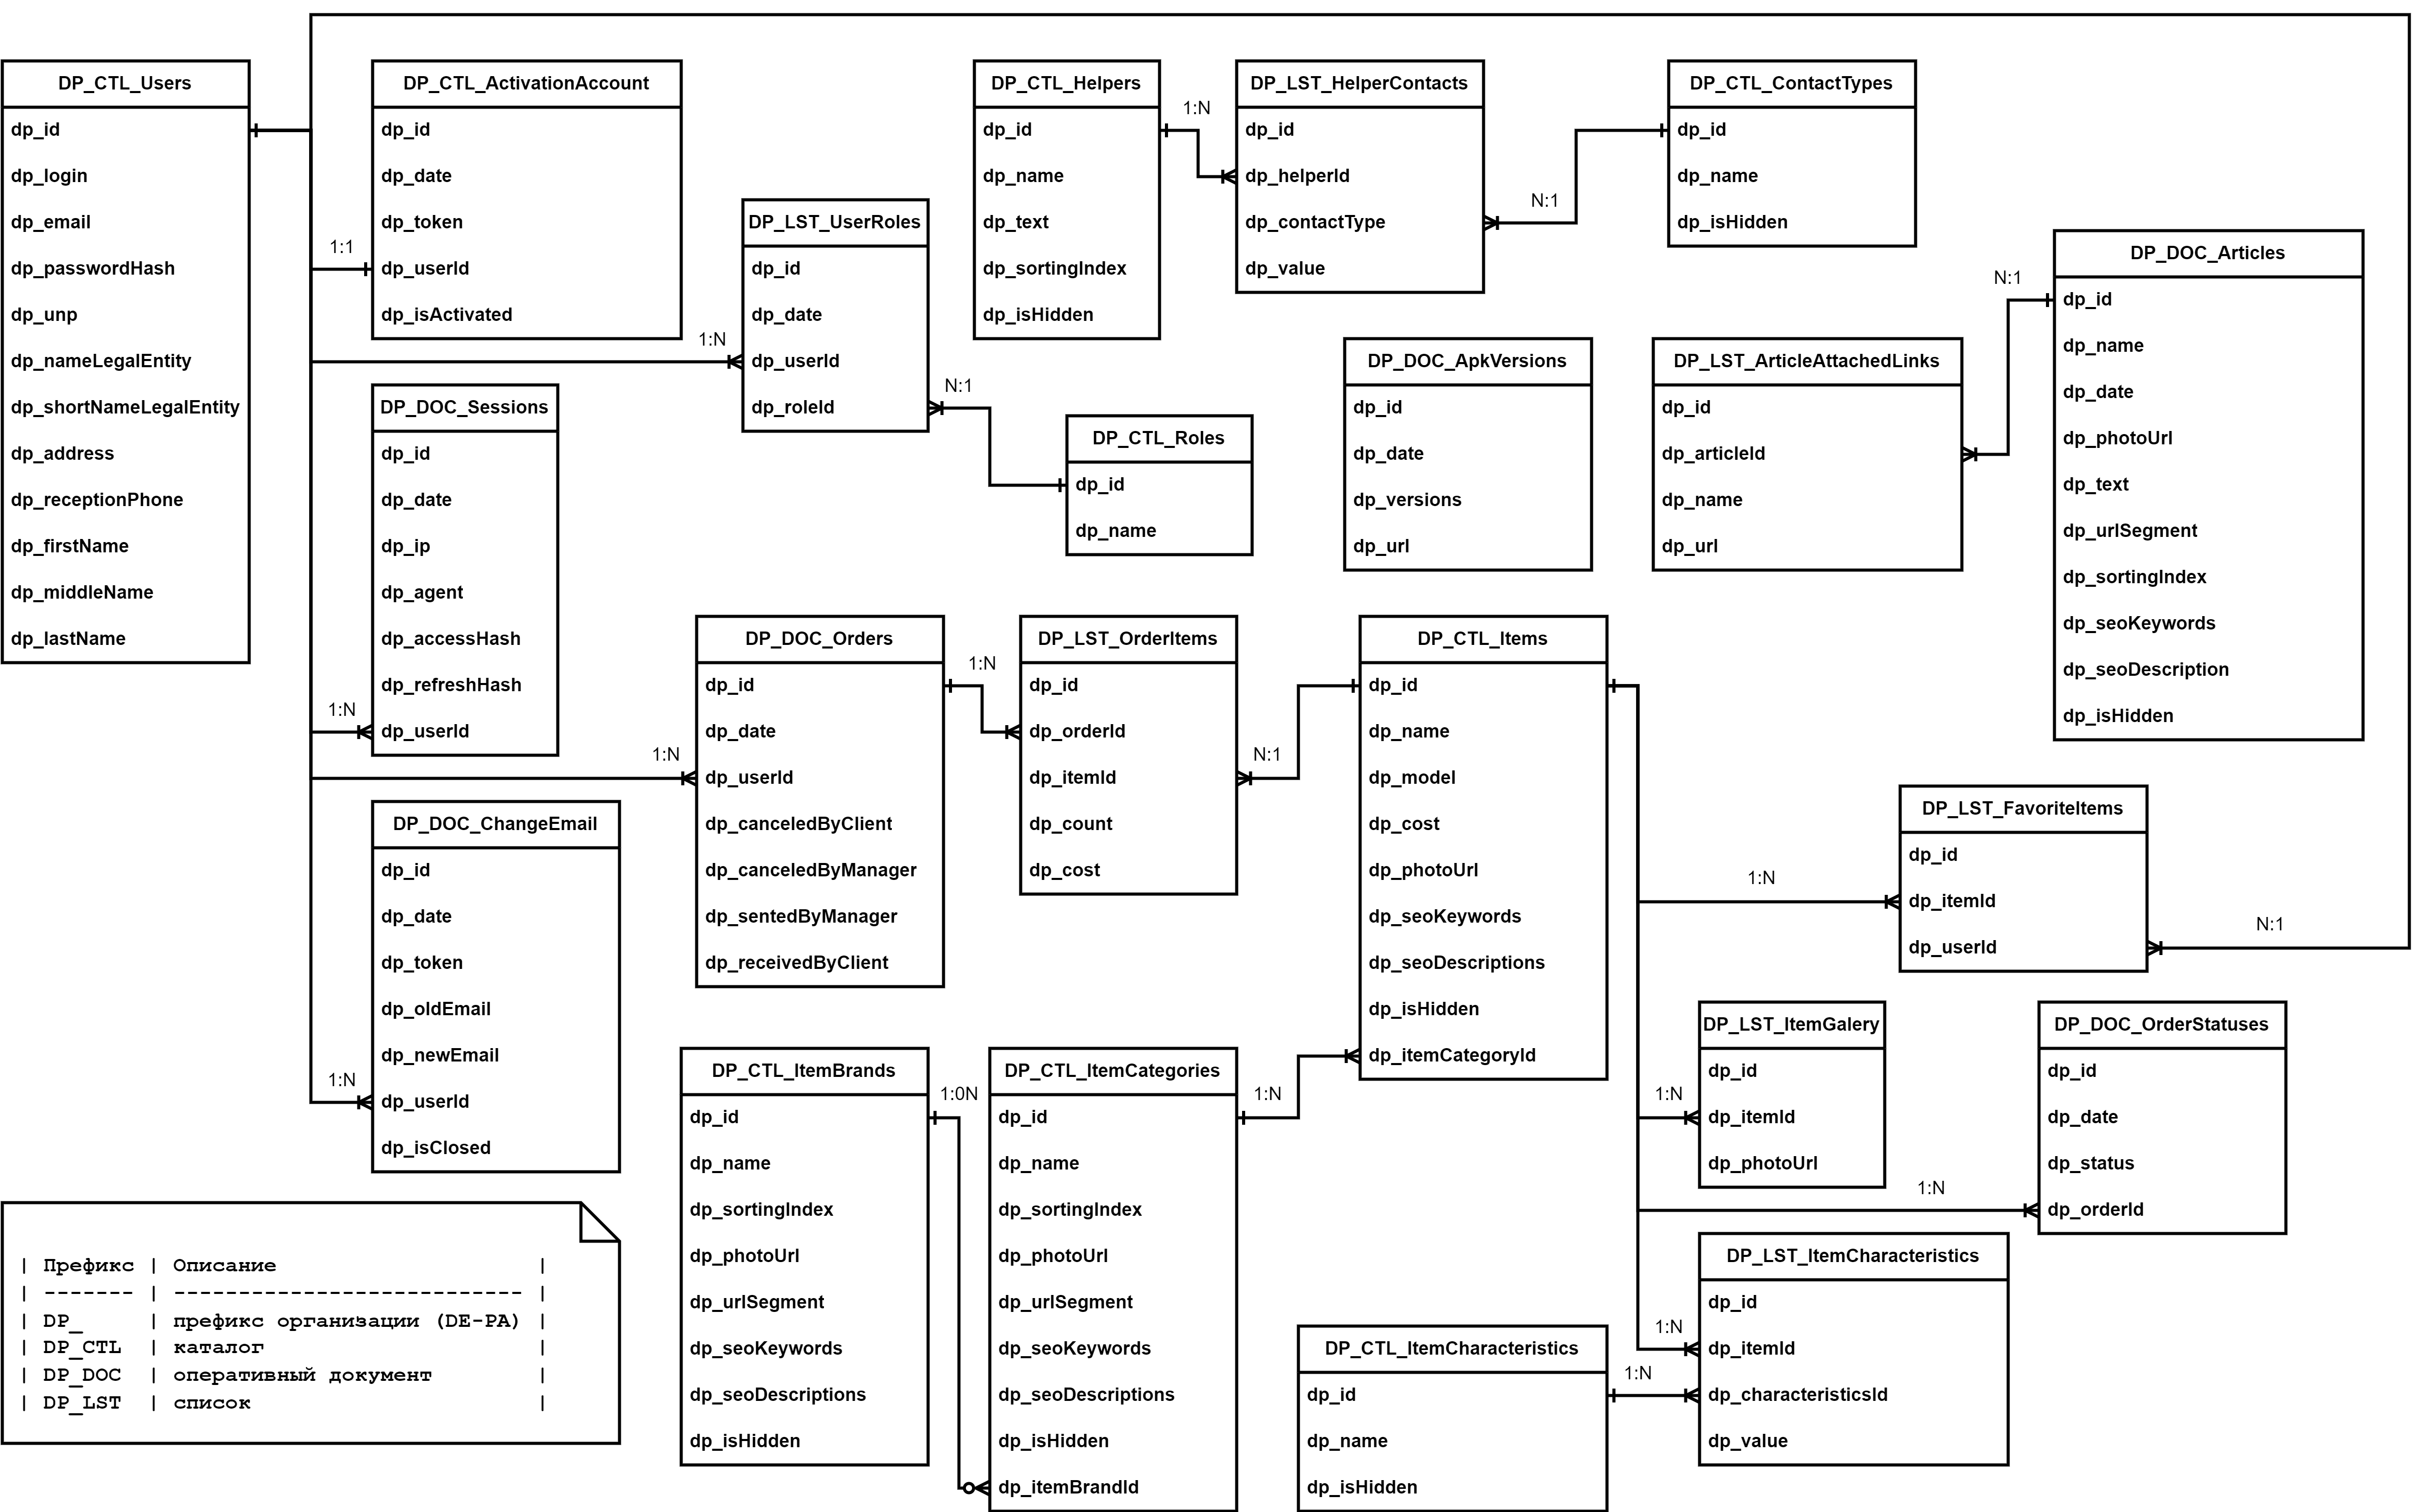 DP_CTL_Users
dp_id
dp_login
dp_email
dp_passwordHash
dp_unp
dp_nameLegalEntity
dp_shortNameLegalEntity
dp_address
dp_receptionPhone
dp_firstName
dp_middleName
dp_lastName
DP_CTL_ActivationAccount
dp_id
dp_date
dp_token
1:1
dp_userId
dp_isActivated
DP_LST_UserRoles
dp_id
dp_date
1:N
dp_userId
dp_roleId
N:1
DP_CTL_Roles
dp_id
dp_name
DP_CTL_Helpers
dp_id
dp_name
dp_text
dp_sortingIndex
dp_isHidden
1:N
DP_LST_HelperContacts
dp_id
dp_helperId
dp_contactType
dp_value
N:1
DP_CTL_ContactTypes
dp_id
dp_name
dp_isHidden
DP_DOC_ApkVersions
dp_id
dp_date
dp_versions
dp_url
DP_LST_ArticleAttachedLinks
dp_id
dp_articleId
dp_name
dp_url
N:1
DP_DOC_Articles
dp_id
dp_name
dp_date
dp_photoUrl
dp_text
dp_urlSegment
dp_sortingIndex
dp_seoKeywords
dp_seoDescription
dp_isHidden
DP_DOC_Sessions
dp_id
dp_date
dp_ip
dp_agent
dp_accessHash
dp_refreshHash
1:N
dp_userId
DP_DOC_Orders
dp_id
dp_date
1:N
dp_userId
dp_canceledByClient
dp_canceledByManager
dp_sentedByManager
dp_receivedByClient
1:N
DP_LST_OrderItems
dp_id
dp_orderId
dp_itemId
dp_count
dp_cost
N:1
DP_CTL_Items
dp_id
dp_name
dp_model
dp_cost
dp_photoUrl
dp_seoKeywords
dp_seoDescriptions
dp_isHidden
dp_itemCategoryId
DP_LST_FavoriteItems
dp_id
1:N
dp_itemId
dp_userId
N:1
DP_DOC_ChangeEmail
dp_id
dp_date
dp_token
dp_oldEmail
dp_newEmail
1:N
dp_userId
dp_isClosed
DP_CTL_ItemBrands
dp_id
dp_name
dp_sortingIndex
dp_photoUrl
dp_urlSegment
dp_seoKeywords
dp_seoDescriptions
dp_isHidden
1:0N
DP_CTL_ItemCategories
dp_id
dp_name
dp_sortingIndex
dp_photoUrl
dp_urlSegment
dp_seoKeywords
dp_seoDescriptions
dp_isHidden
dp_itemBrandId
1:N
DP_LST_ItemGalery
dp_id
1:N
dp_itemId
dp_photoUrl
DP_DOC_OrderStatuses
dp_id
dp_date
dp_status
1:N
dp_orderId
DP_LST_ItemCharacteristics
dp_id
1:N
dp_itemId
dp_characteristicsId
dp_value
DP_CTL_ItemCharacteristics
1:N
dp_id
dp_name
dp_isHidden
| Префикс | Описание |
| ------- | --------------------------- |
| DP_ | префикс организации (DE-PA) |
| DP_CTL | каталог |
| DP_DOC | оперативный документ |
| DP_LST | список |